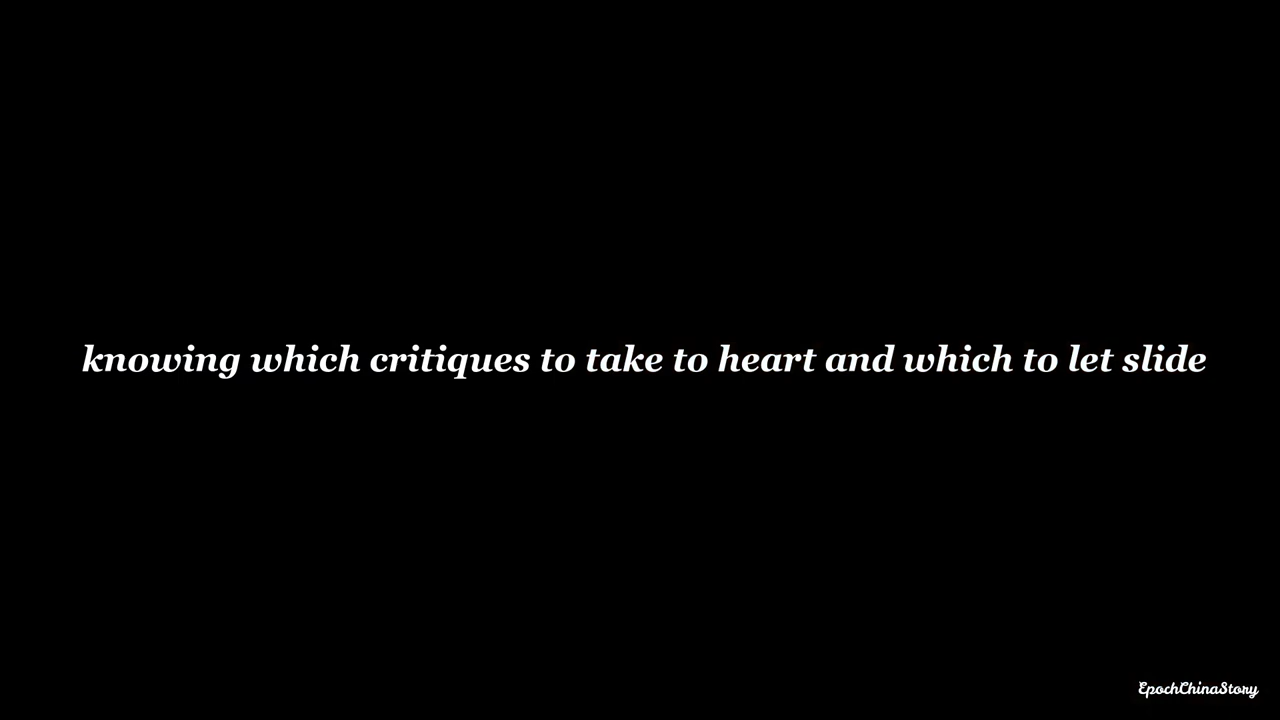 knowing which critiques to take to heart and which to let slide
EpochChinaStory